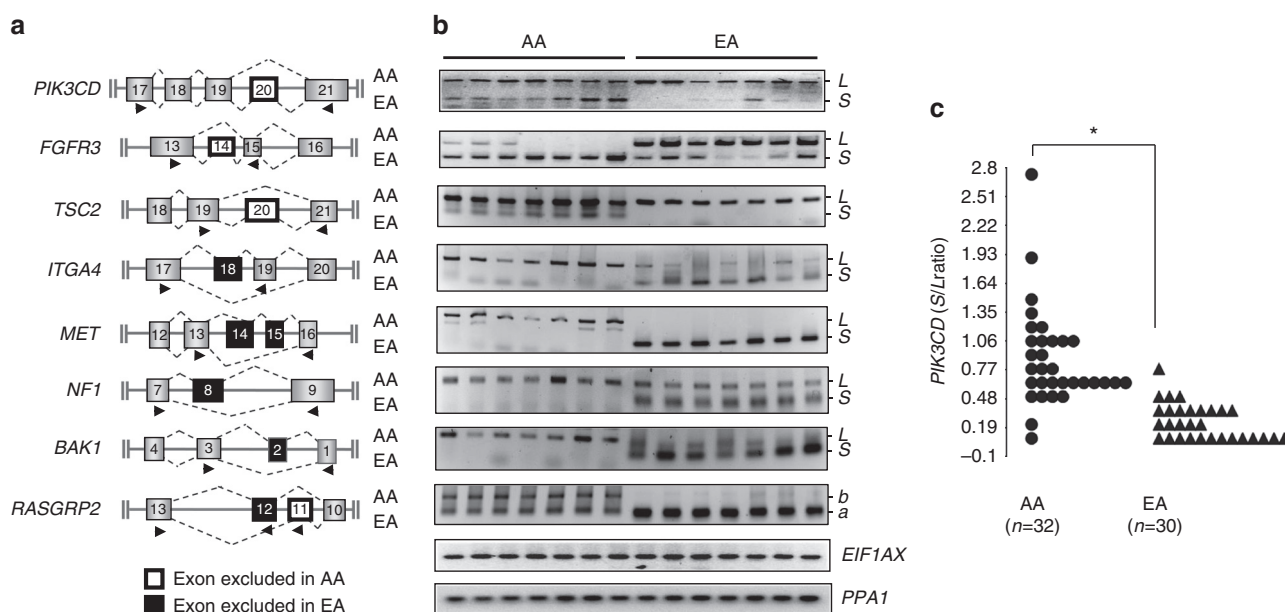 a
PIK3CD 17 18 19 20 21 AA EA
FGFR3 13 14 15 16 AA EA
TSC2 18 19 20 21 AA EA
ITGA4 17 18 19 20 AA EA
MET 12 13 14 15 16 AA EA
NF1 7 8 9 AA EA
BAK1 4 3 2 1 AA EA
RASGRP2 13 12 11 10 AA EA
Exon excluded in AA
Exon excluded in EA
b
AA EA
L
S
L
S
L
S
L
S
L
S
L
S
L
S
b
a
EIF1AX
PPA1
c
*
PIK3CD (S/Lratio)
2.8
2.51
2.22
1.93
1.64
1.35
1.06
0.77
0.48
0.19
–0.1
AA EA
(n=32) (n=30)